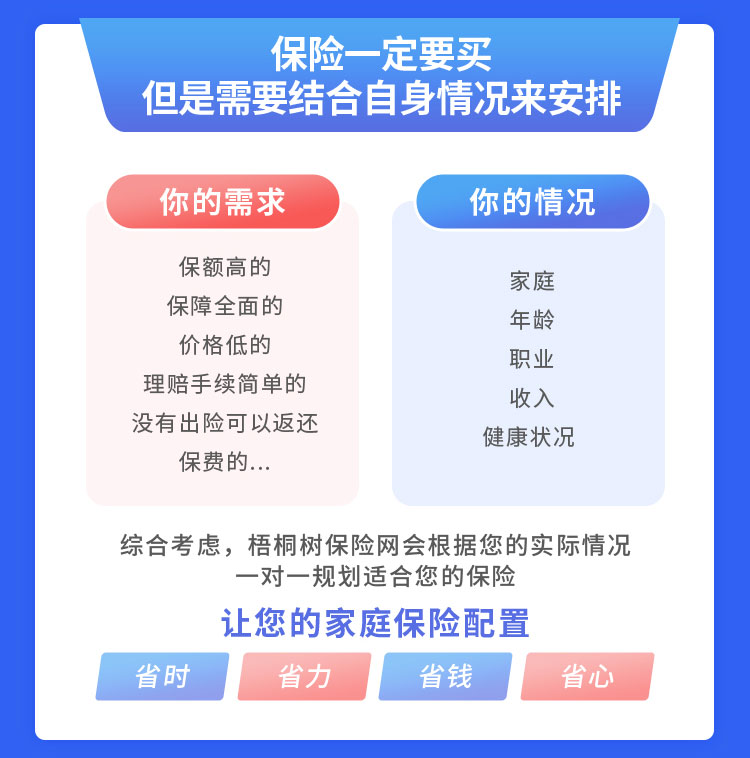 保险一定要买
但是需要结合自身情况来安排
你的需求
保额高的
保障全面的
价格低的
理赔手续简单的
没有出险可以返还
保费的...
你的情况
家庭
年龄
职业
收入
健康状况
综合考虑，梧桐树保险网会根据您的实际情况
一对一规划适合您的保险
让您的家庭保险配置
省时
省力
省钱
省心